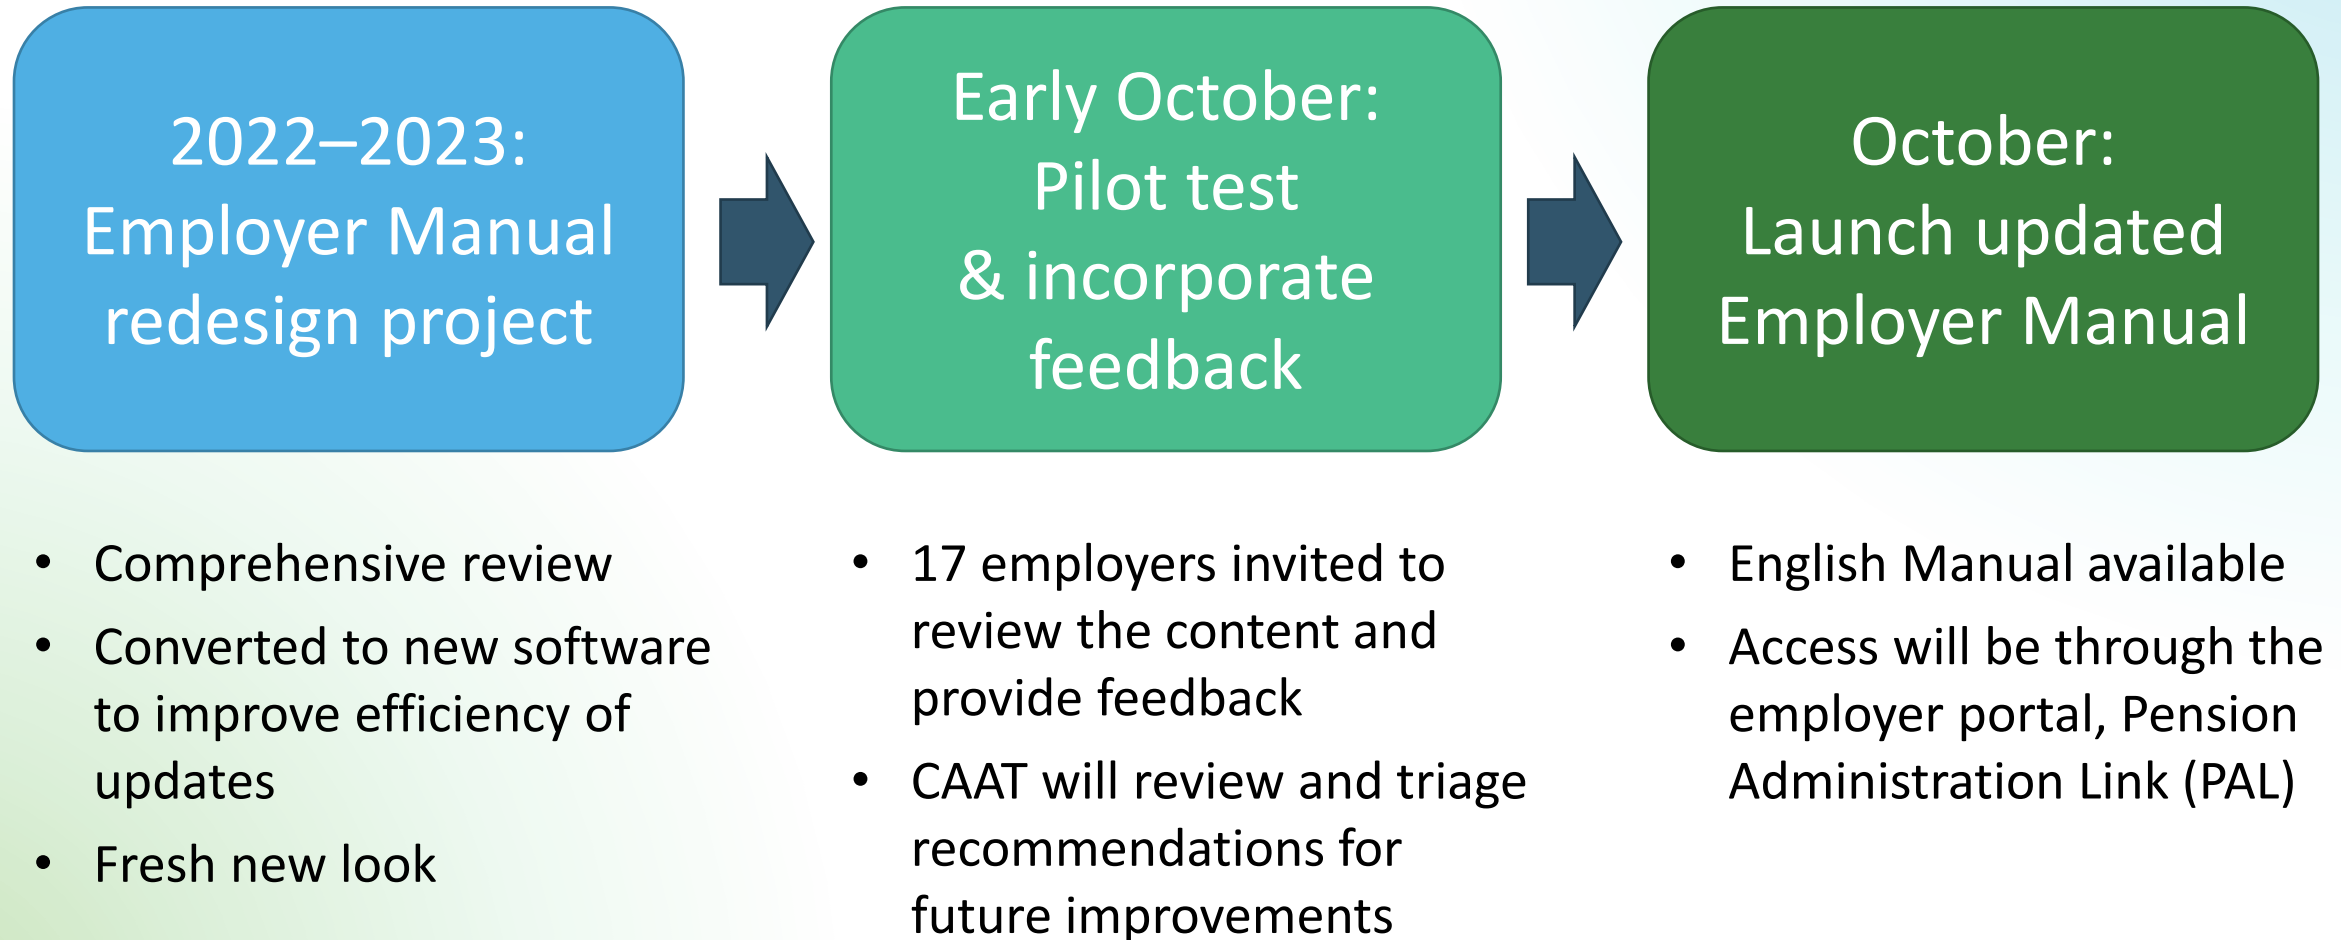 2022–2023:
Employer Manual
redesign project
Early October:
Pilot test
& incorporate
feedback
October:
Launch updated
Employer Manual
• Comprehensive review
• Converted to new software
to improve efficiency of
updates
• Fresh new look
• 17 employers invited to
review the content and
provide feedback
• CAAT will review and triage
recommendations for
future improvements
• English Manual available
• Access will be through the
employer portal, Pension
Administration Link (PAL)